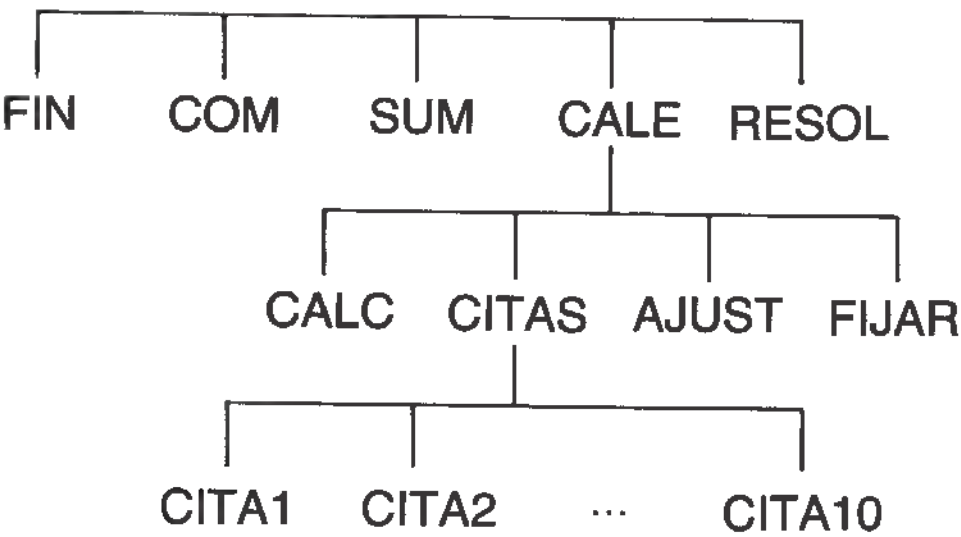 FIN COM SUM CALE RESOL
CALC CITAS AJUST FIJAR
CITA1 CITA2 ... CITA10